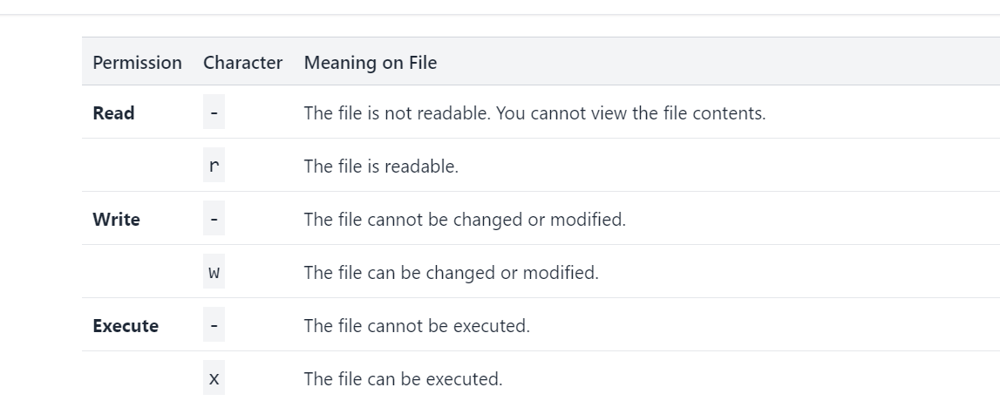 Permission Character Meaning on File
Read - The file is not readable. You cannot view the file contents.
r The file is readable.
Write - The file cannot be changed or modified.
w The file can be changed or modified.
Execute - The file cannot be executed.
x The file can be executed.